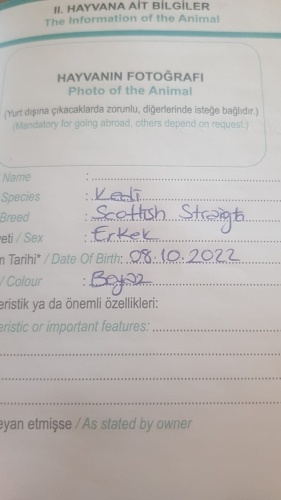 II. HAYVANA AİT BİLGİLER
The Information of the Animal
HAYVANIN FOTOĞRAFI
Photo of the Animal
(Yurt dışına çıkacaklarda zorunlu, diğerlerinde isteğe bağlıdır.)
(Mandatory for going abroad, others depend on request.)
Name :
Species : Kedi
Breed : Scottish Straight
eti / Sex : Erkek
n Tarihi* / Date Of Birth: 08.10.2022
/ Colour : Beyaz
eristik ya da önemli özellikleri:
eristic or important features:
eyan etmişse / As stated by owner